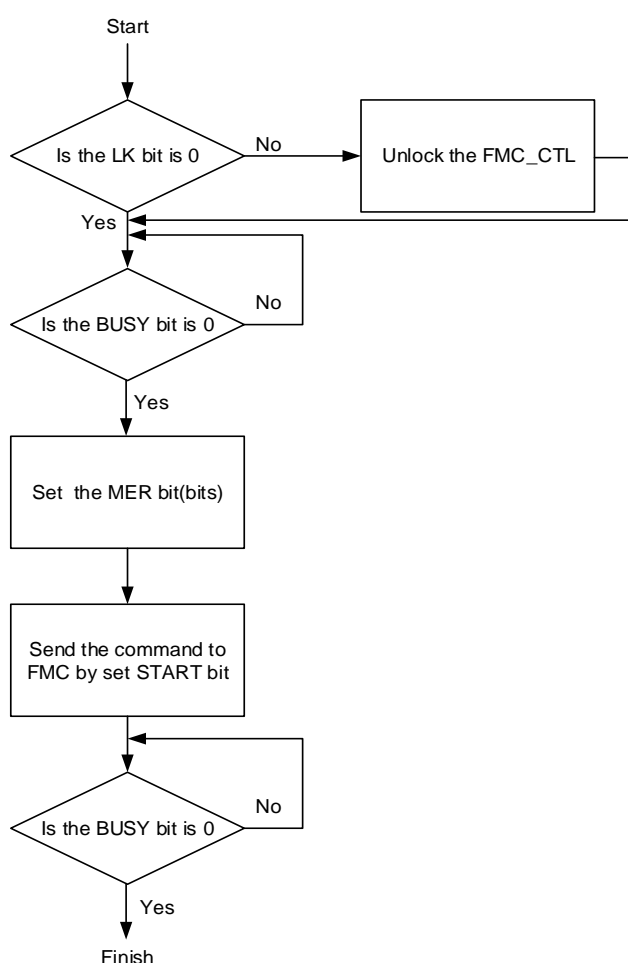 Start
Is the LK bit is 0
No
Unlock the FMC_CTL
Yes
Is the BUSY bit is 0
No
Yes
Set the MER bit(bits)
Send the command to
FMC by set START bit
Is the BUSY bit is 0
No
Yes
Finish